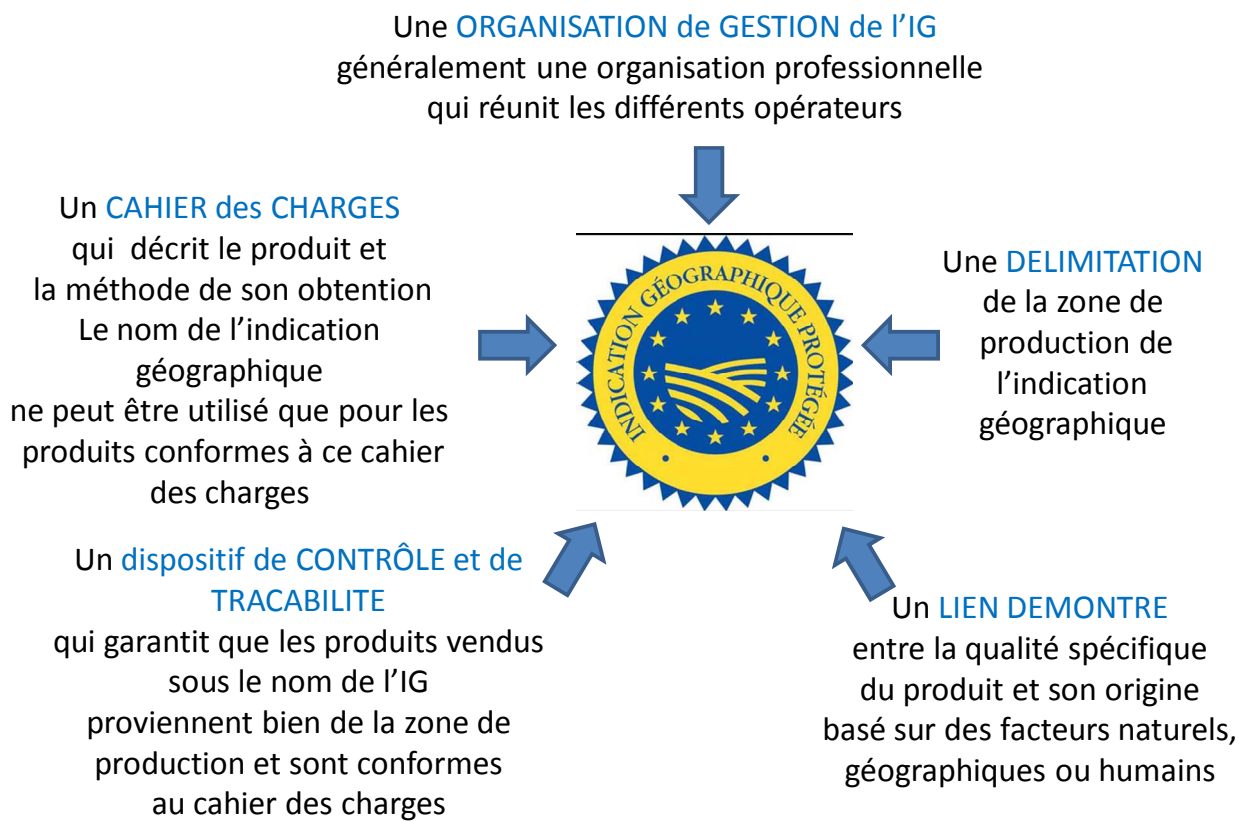 Une ORGANISATION de GESTION de l’IG
généralement une organisation professionnelle
qui réunit les différents opérateurs
Un CAHIER des CHARGES
qui  décrit le produit et
la méthode de son obtention
Le nom de l’indication
géographique
ne peut être utilisé que pour les
produits conformes à ce cahier
des charges
INDICATION GÉOGRAPHIQUE PROTÉGÉE
Une DELIMITATION
de la zone de
production de
l’indication
géographique
Un dispositif de CONTRÔLE et de
TRACABILITE
qui garantit que les produits vendus
sous le nom de l’IG
proviennent bien de la zone de
production et sont conformes
au cahier des charges
Un LIEN DEMONTRE
entre la qualité spécifique
du produit et son origine
basé sur des facteurs naturels,
géographiques ou humains